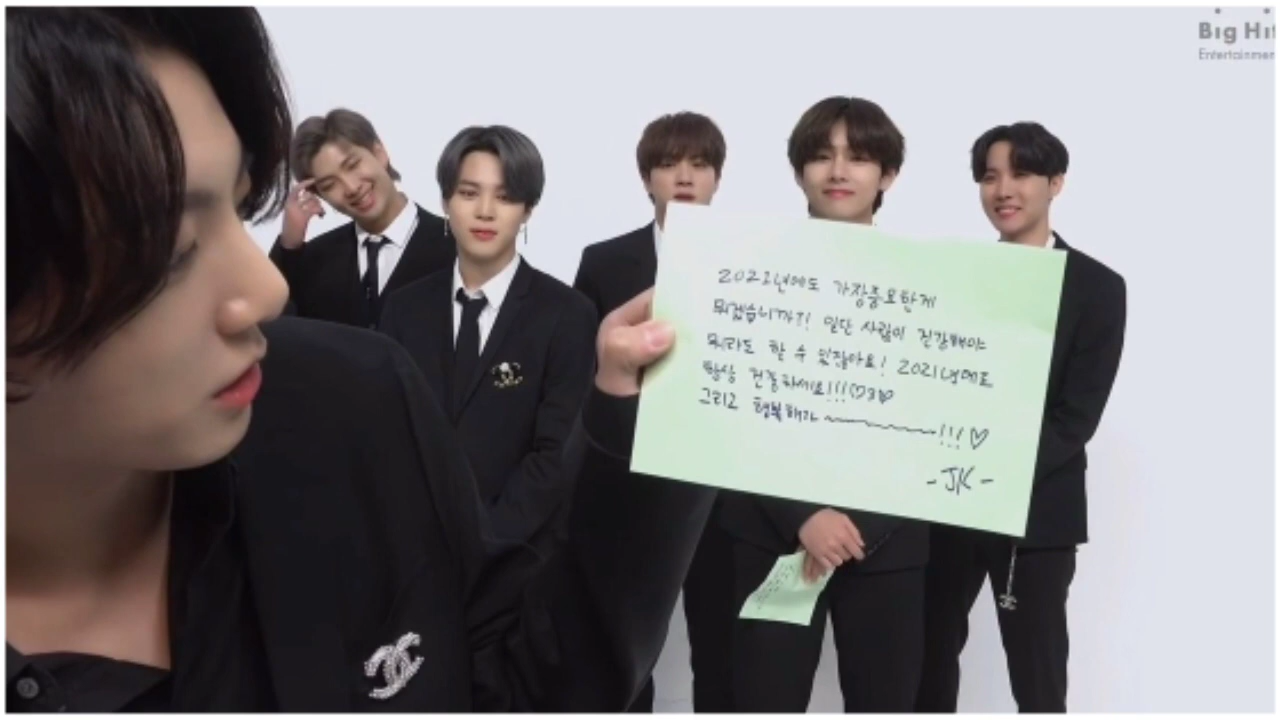 Big Hit
Entertainmen
2021년에도 가장중요한게
뭐겠습니까?! 일단 사람이 건강해야
뭐라도 할 수 있잖아요! 2021년에도
항상 건강하세요!!!♡3♥
그리고 행복해라~!!!♡
-JK-